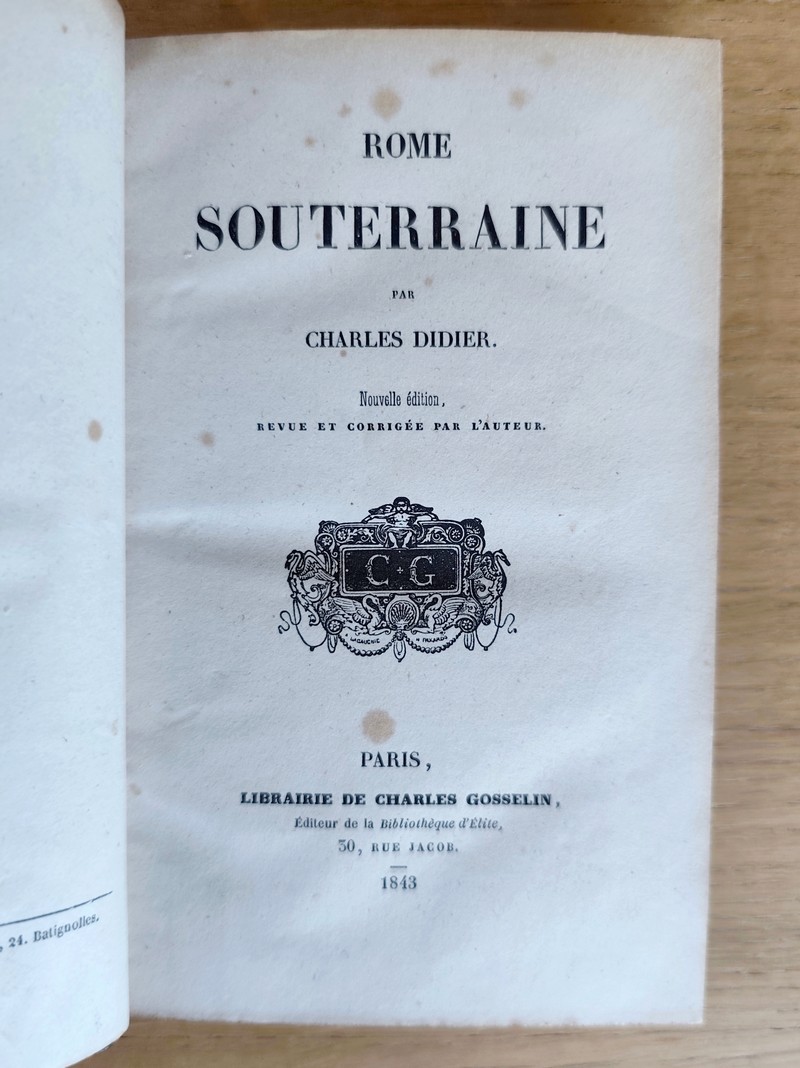 ROME
SOUTERRAINE
PAR
CHARLES DIDIER.
Nouvelle édition,
REVUE ET CORRIGÉE PAR L'AUTEUR.
C + G
PARIS,
LIBRAIRIE DE CHARLES GOSSELIN,
Éditeur de la Bibliothèque d'Élite,
30, RUE JACOB.
1843
, 24. Batignolles.